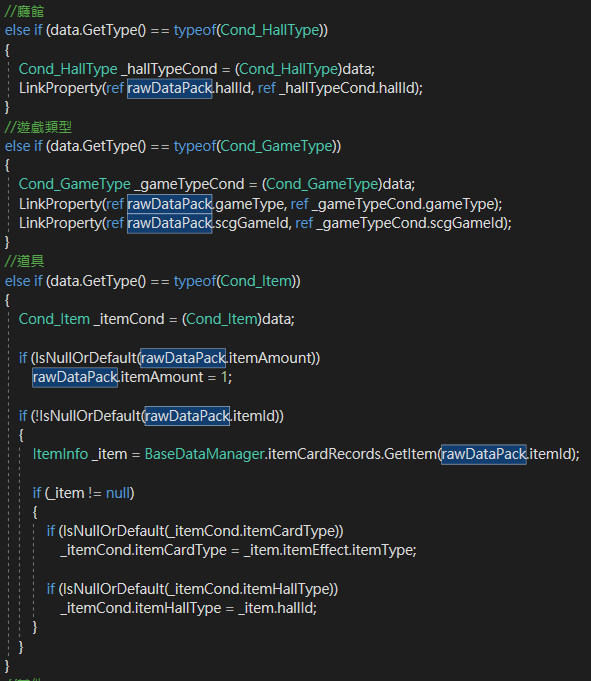 //廳館
else if (data.GetType() == typeof(Cond_HallType))
{
Cond_HallType _hallTypeCond = (Cond_HallType)data;
LinkProperty(ref rawDataPack.hallId, ref _hallTypeCond.hallId);
}
//遊戲類型
else if (data.GetType() == typeof(Cond_GameType))
{
Cond_GameType _gameTypeCond = (Cond_GameType)data;
LinkProperty(ref rawDataPack.gameType, ref _gameTypeCond.gameType);
LinkProperty(ref rawDataPack.scgGameId, ref _gameTypeCond.scgGameId);
}
//道具
else if (data.GetType() == typeof(Cond_Item))
{
Cond_Item _itemCond = (Cond_Item)data;
if (IsNullOrDefault(rawDataPack.itemAmount))
rawDataPack.itemAmount = 1;
if (!IsNullOrDefault(rawDataPack.itemId))
{
ItemInfo _item = BaseDataManager.itemCardRecords.GetItem(rawDataPack.itemId);
if (_item != null)
{
if (IsNullOrDefault(_itemCond.itemCardType))
_itemCond.itemCardType = _item.itemEffect.itemType;
if (IsNullOrDefault(_itemCond.itemHallType))
_itemCond.itemHallType = _item.hallId;
}
}
}